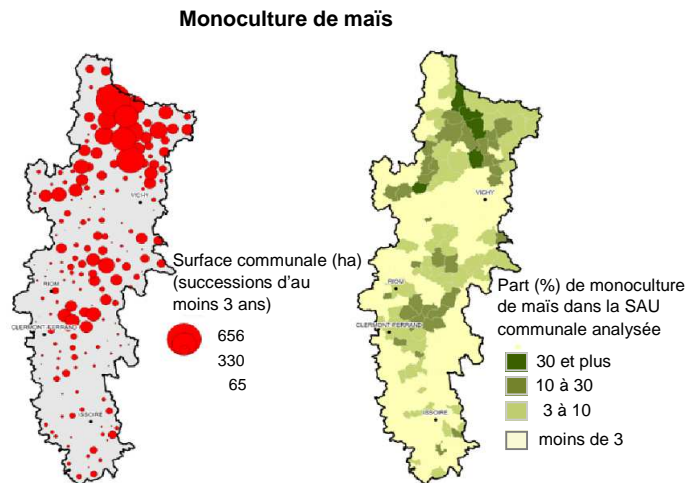 Monoculture de maïs
VICHY
RIOM
CLERMONT-FERRAND
ISSOIRE
Surface communale (ha)
(successions d'au
moins 3 ans)
656
330
65
VICHY
RIOM
CLERMONT-FERRAND
ISSOIRE
Part (%) de monoculture
de maïs dans la SAU
communale analysée
30 et plus
10 à 30
3 à 10
moins de 3